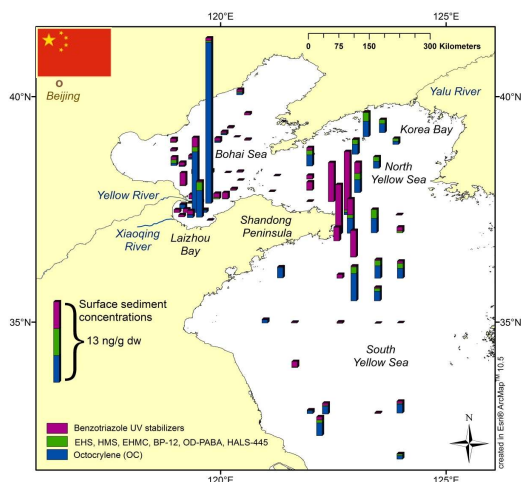 120°E
125°E
0 75 150 300 Kilometers
Beijing
40°N
40°N
Yalu River
Korea Bay
Bohai Sea
North
Yellow Sea
Yellow River
Xiaoqing
River
Laizhou
Bay
Shandong
Peninsula
Surface sediment
concentrations
13 ng/g dw
35°N
35°N
South
Yellow Sea
Benzotriazole UV stabilizers
EHS, HMS, EHMC, BP-12, OD-PABA, HALS-445
Octocrylene (OC)
N
created in Esri® ArcMap™ 10.5
120°E
125°E